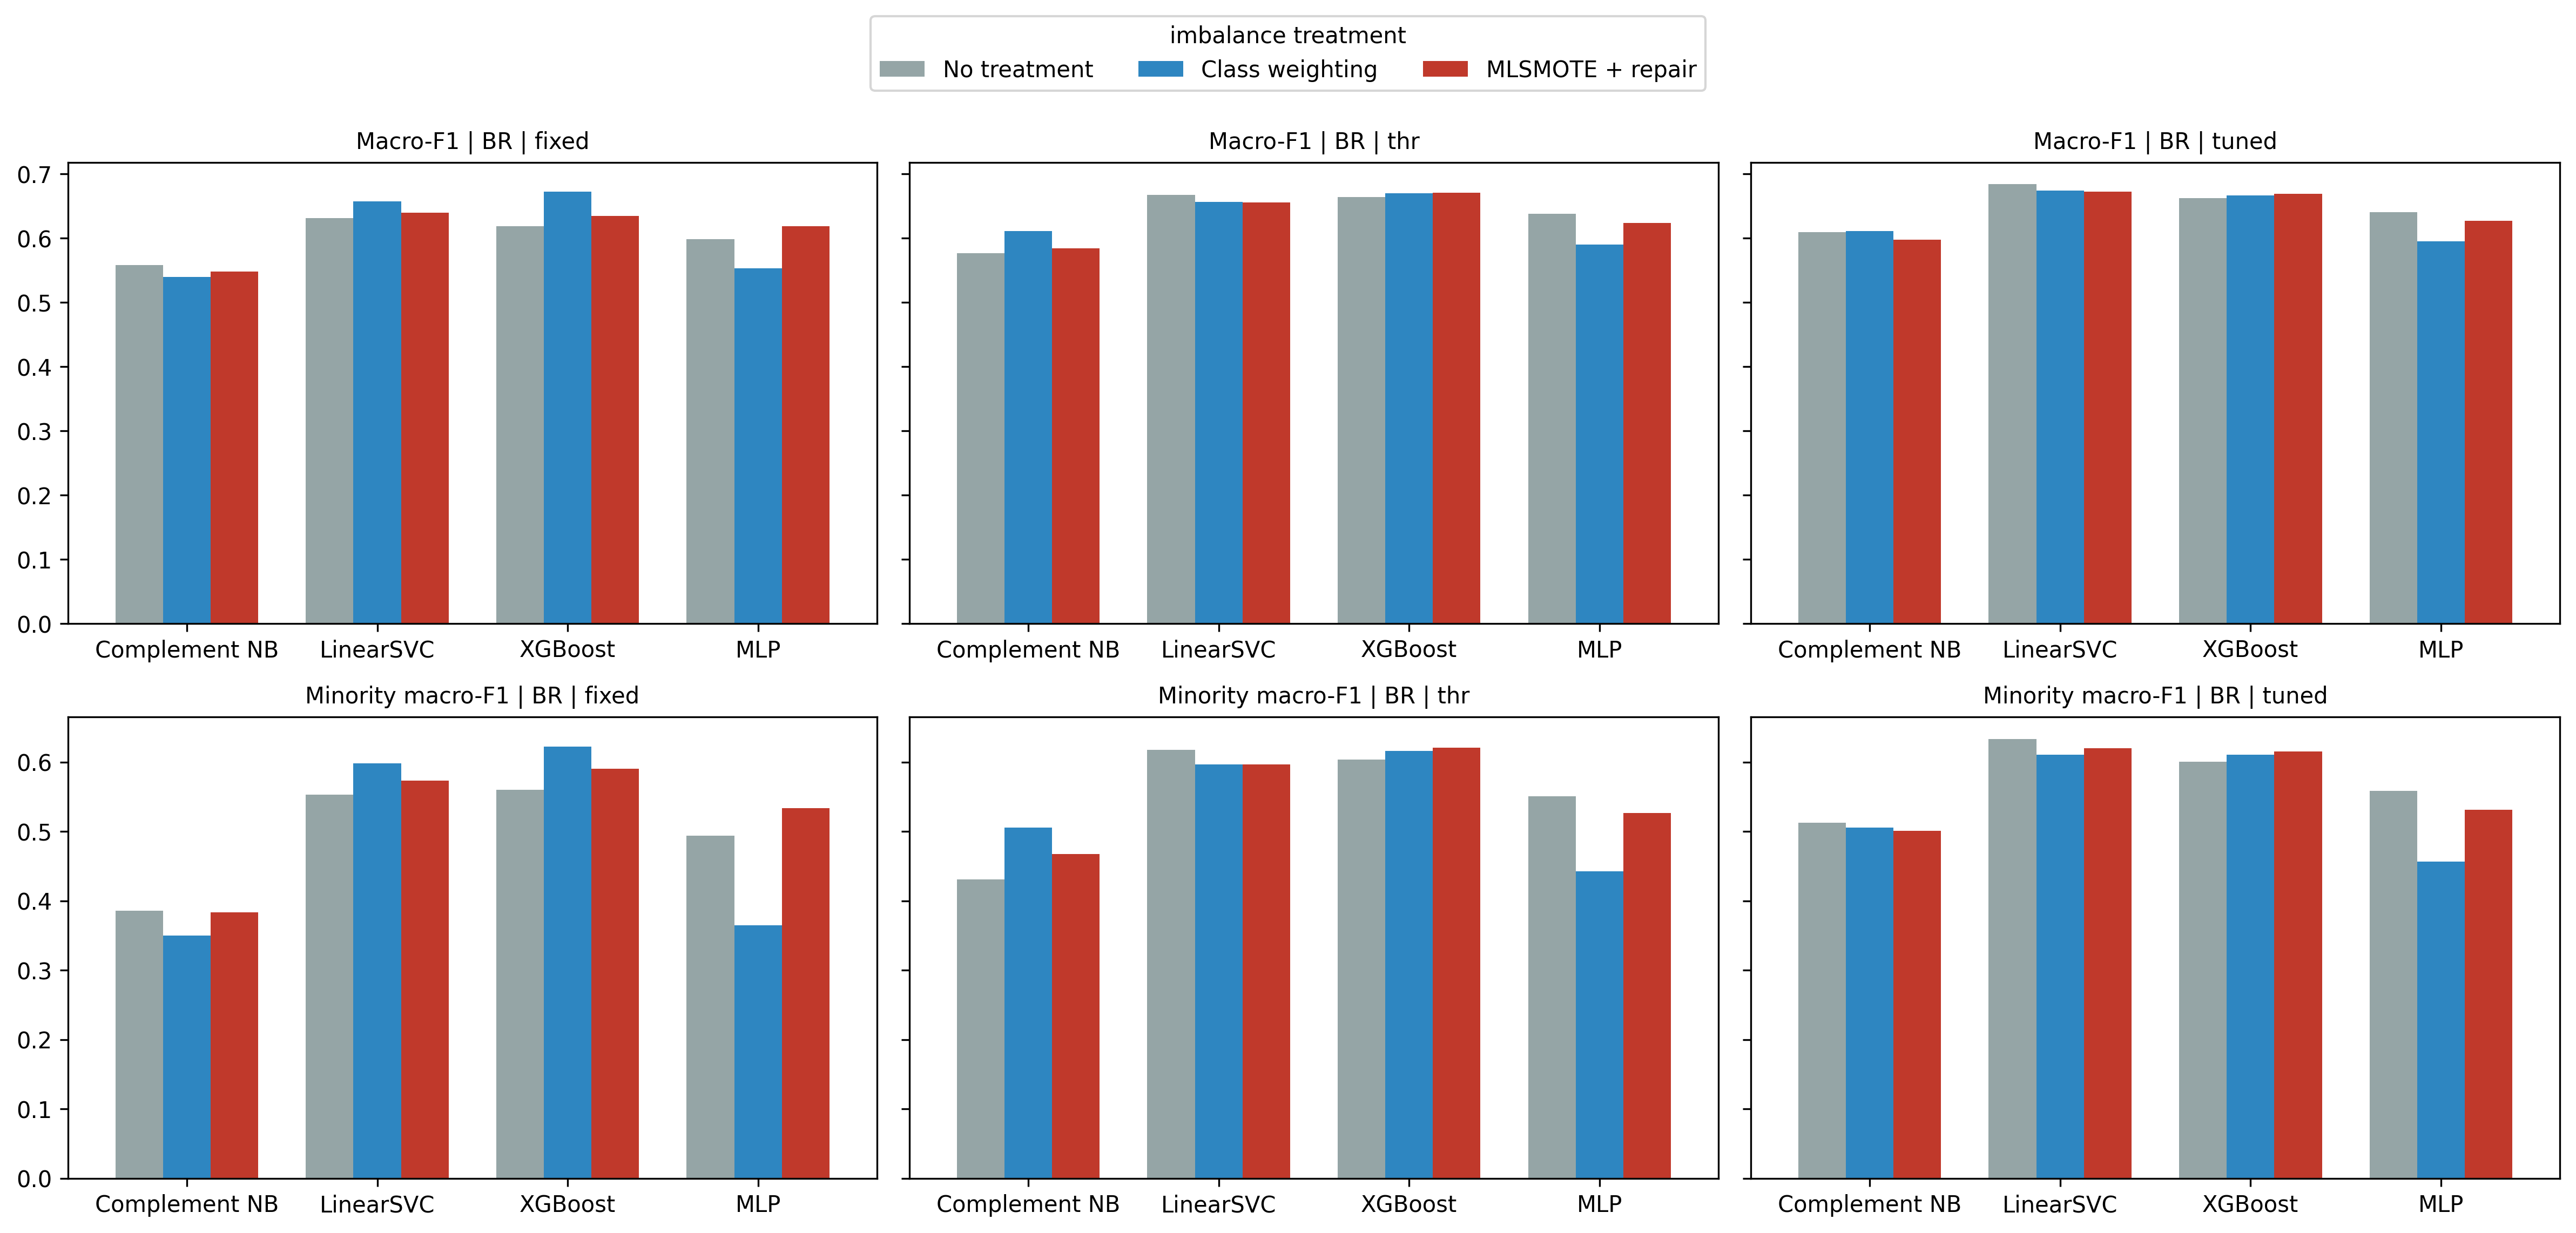 imbalance treatment
No treatment Class weighting MLSMOTE + repair
Macro-F1 | BR | fixed
0.7
0.6
0.5
0.4
0.3
0.2
0.1
0.0
Complement NB LinearSVC XGBoost MLP
Macro-F1 | BR | thr
Complement NB LinearSVC XGBoost MLP
Macro-F1 | BR | tuned
Complement NB LinearSVC XGBoost MLP
Minority macro-F1 | BR | fixed
0.6
0.5
0.4
0.3
0.2
0.1
0.0
Complement NB LinearSVC XGBoost MLP
Minority macro-F1 | BR | thr
Complement NB LinearSVC XGBoost MLP
Minority macro-F1 | BR | tuned
Complement NB LinearSVC XGBoost MLP